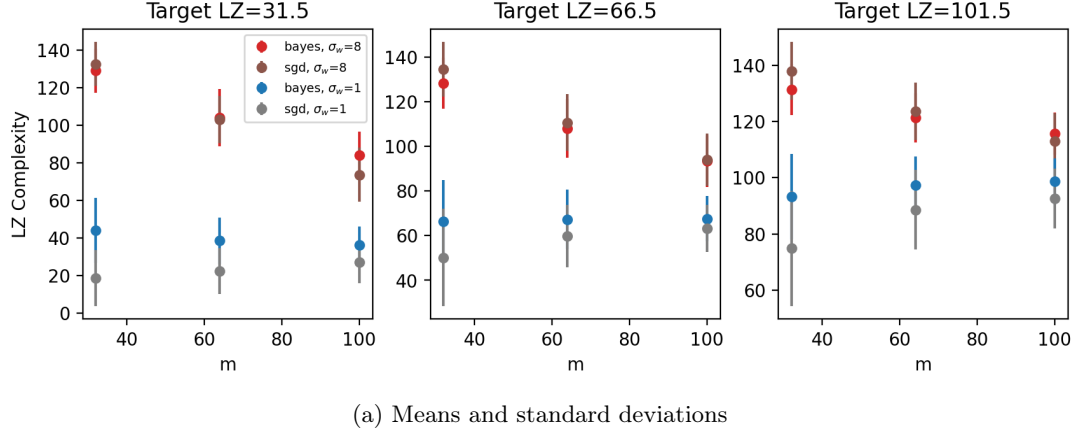 Target LZ=31.5
Target LZ=66.5
Target LZ=101.5
LZ Complexity
140
120
100
80
60
40
20
0
bayes, σw=8
sgd, σw=8
bayes, σw=1
sgd, σw=1
40
60
80
100
m
140
120
100
80
60
40
40
60
80
100
m
140
120
100
80
60
40
60
80
100
m
(a) Means and standard deviations